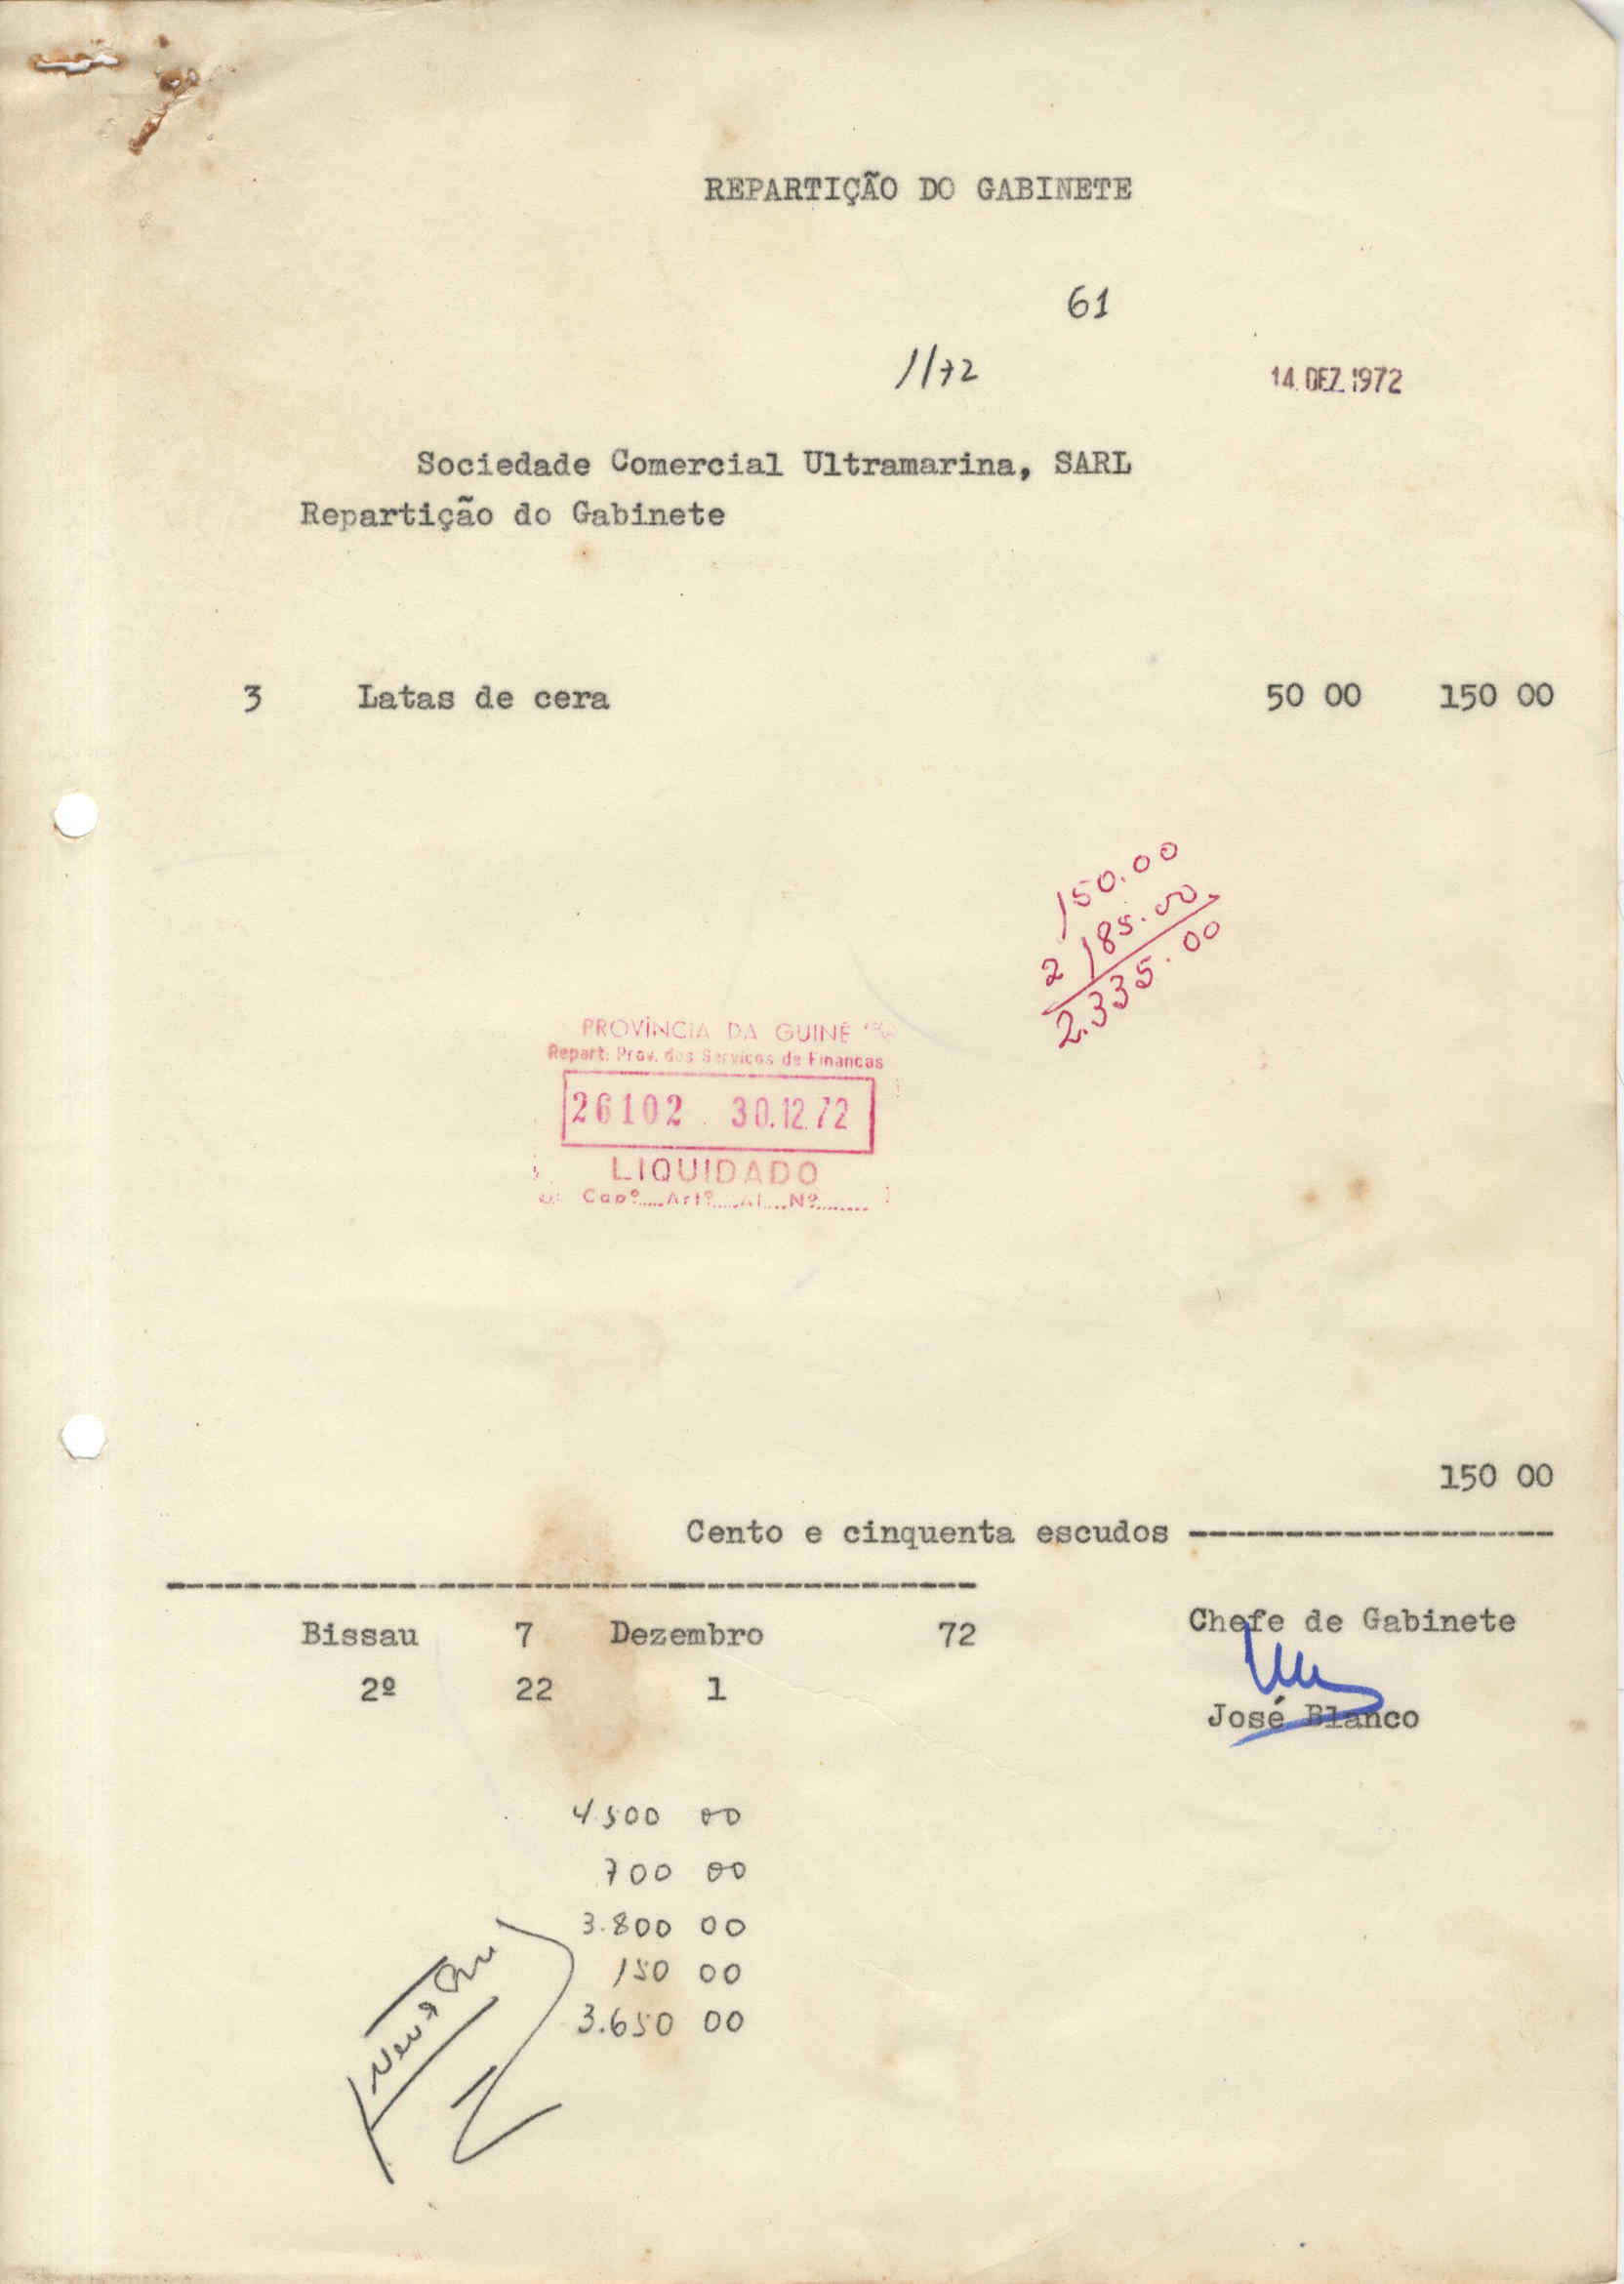 REPARTIÇÃO DO GABINETE
61
1/72
14. DEZ. 1972
Sociedade Comercial Ultramarina, SARL
Repartição do Gabinete
3 Latas de cera 50 00 150 00
150.00
2 185.00
2.335.00
PROVÍNCIA DA GUINÉ
Repart. Prov. dos Serviços de Finanças
26102 30.12.72
LIQUIDADO
Capº.....Artº.....Al.....Nº.......
150 00
Cento e cinquenta escudos -------------------
------------------------------------------
Bissau 7 Dezembro 72 Chefe de Gabinete
2º 22 1
José Blanco
4.500 00
700 00
3.800 00
150 00
3.650 00